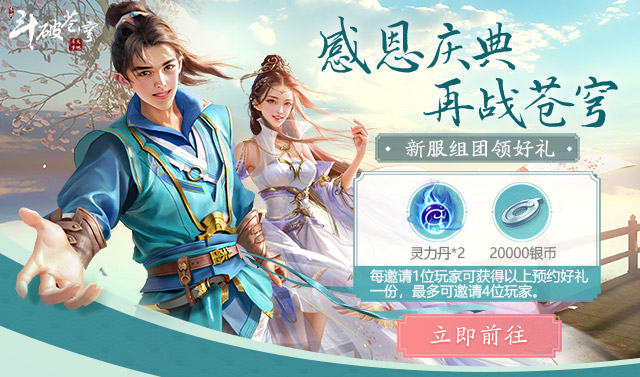 斗破苍穹
感恩庆典
再战苍穹
新服组团领好礼
灵力丹*2
20000银币
每邀请1位玩家可获得以上预约好礼
一份，最多可邀请4位玩家。
立即前往